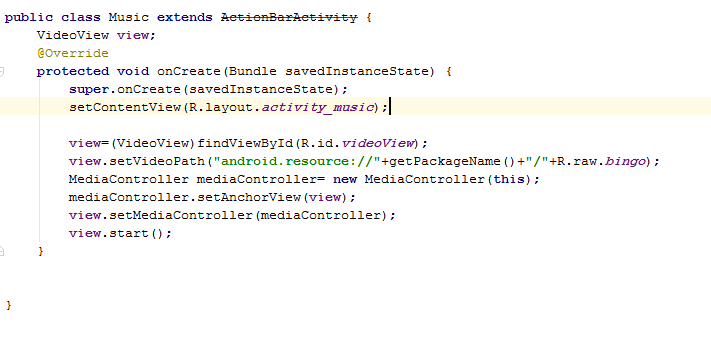 public class Music extends ActionBarActivity {
    VideoView view;
    @Override
    protected void onCreate(Bundle savedInstanceState) {
        super.onCreate(savedInstanceState);
        setContentView(R.layout.activity_music);
        view=(VideoView)findViewById(R.id.videoView);
        view.setVideoPath("android.resource://"+getPackageName()+"/"+R.raw.bingo);
        MediaController mediaController= new MediaController(this);
        mediaController.setAnchorView(view);
        view.setMediaController(mediaController);
        view.start();
    }
}